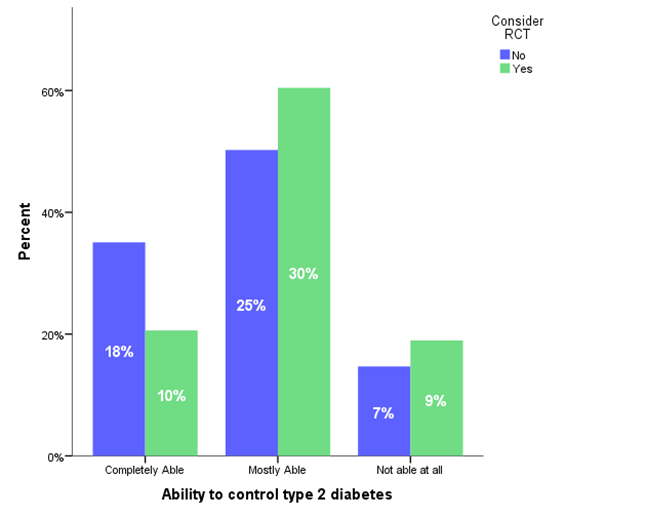 Consider
RCT
No
Yes
60%
40%
20%
0%
Percent
18%
10%
25%
30%
7%
9%
Completely Able
Mostly Able
Not able at all
Ability to control type 2 diabetes